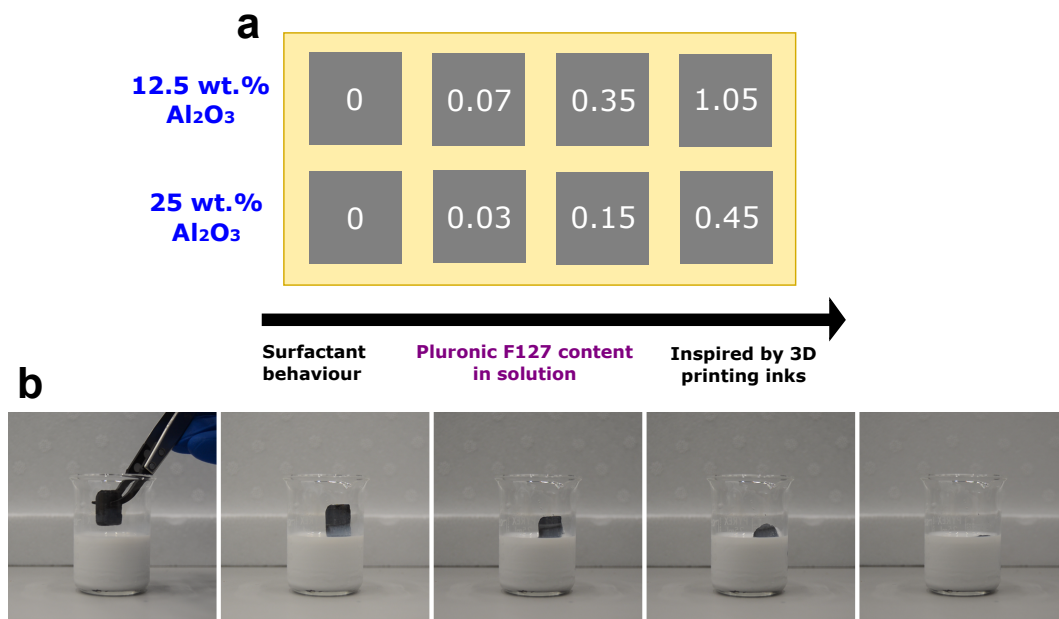 a
12.5 wt.%
Al₂O₃
0 0.07 0.35 1.05
25 wt.%
Al₂O₃
0 0.03 0.15 0.45
Surfactant
behaviour
Pluronic F127 content
in solution
Inspired by 3D
printing inks
b